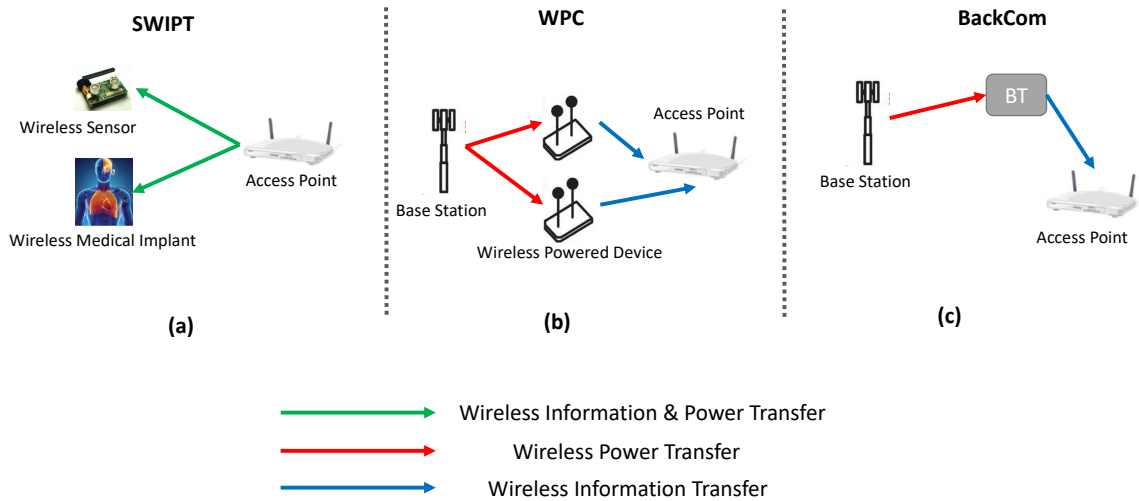 SWIPT
Wireless Sensor
Access Point
Wireless Medical Implant
(a)
WPC
Access Point
Base Station
Wireless Powered Device
(b)
BackCom
BT
Base Station
Access Point
(c)
Wireless Information & Power Transfer
Wireless Power Transfer
Wireless Information Transfer